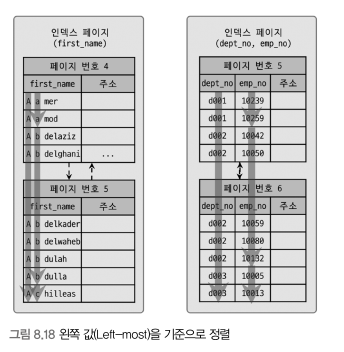 인덱스 페이지
(first_name)
페이지 번호 4
first_name 주소
A a mer
A a mod
A b delaziz
A b delghani ...
페이지 번호 5
first_name 주소
A b delkader
A b delwaheb
A b dulah
A b dulla
A c hilleas
인덱스 페이지
(dept_no, emp_no)
페이지 번호 5
dept_no emp_no 주소
d001 10239
d001 10259
d002 10042
d002 10050
페이지 번호 6
dept_no emp_no 주소
d002 10059
d002 10080
d002 10132
d003 10005
d003 10013
그림 8.18 왼쪽 값(Left-most)을 기준으로 정렬